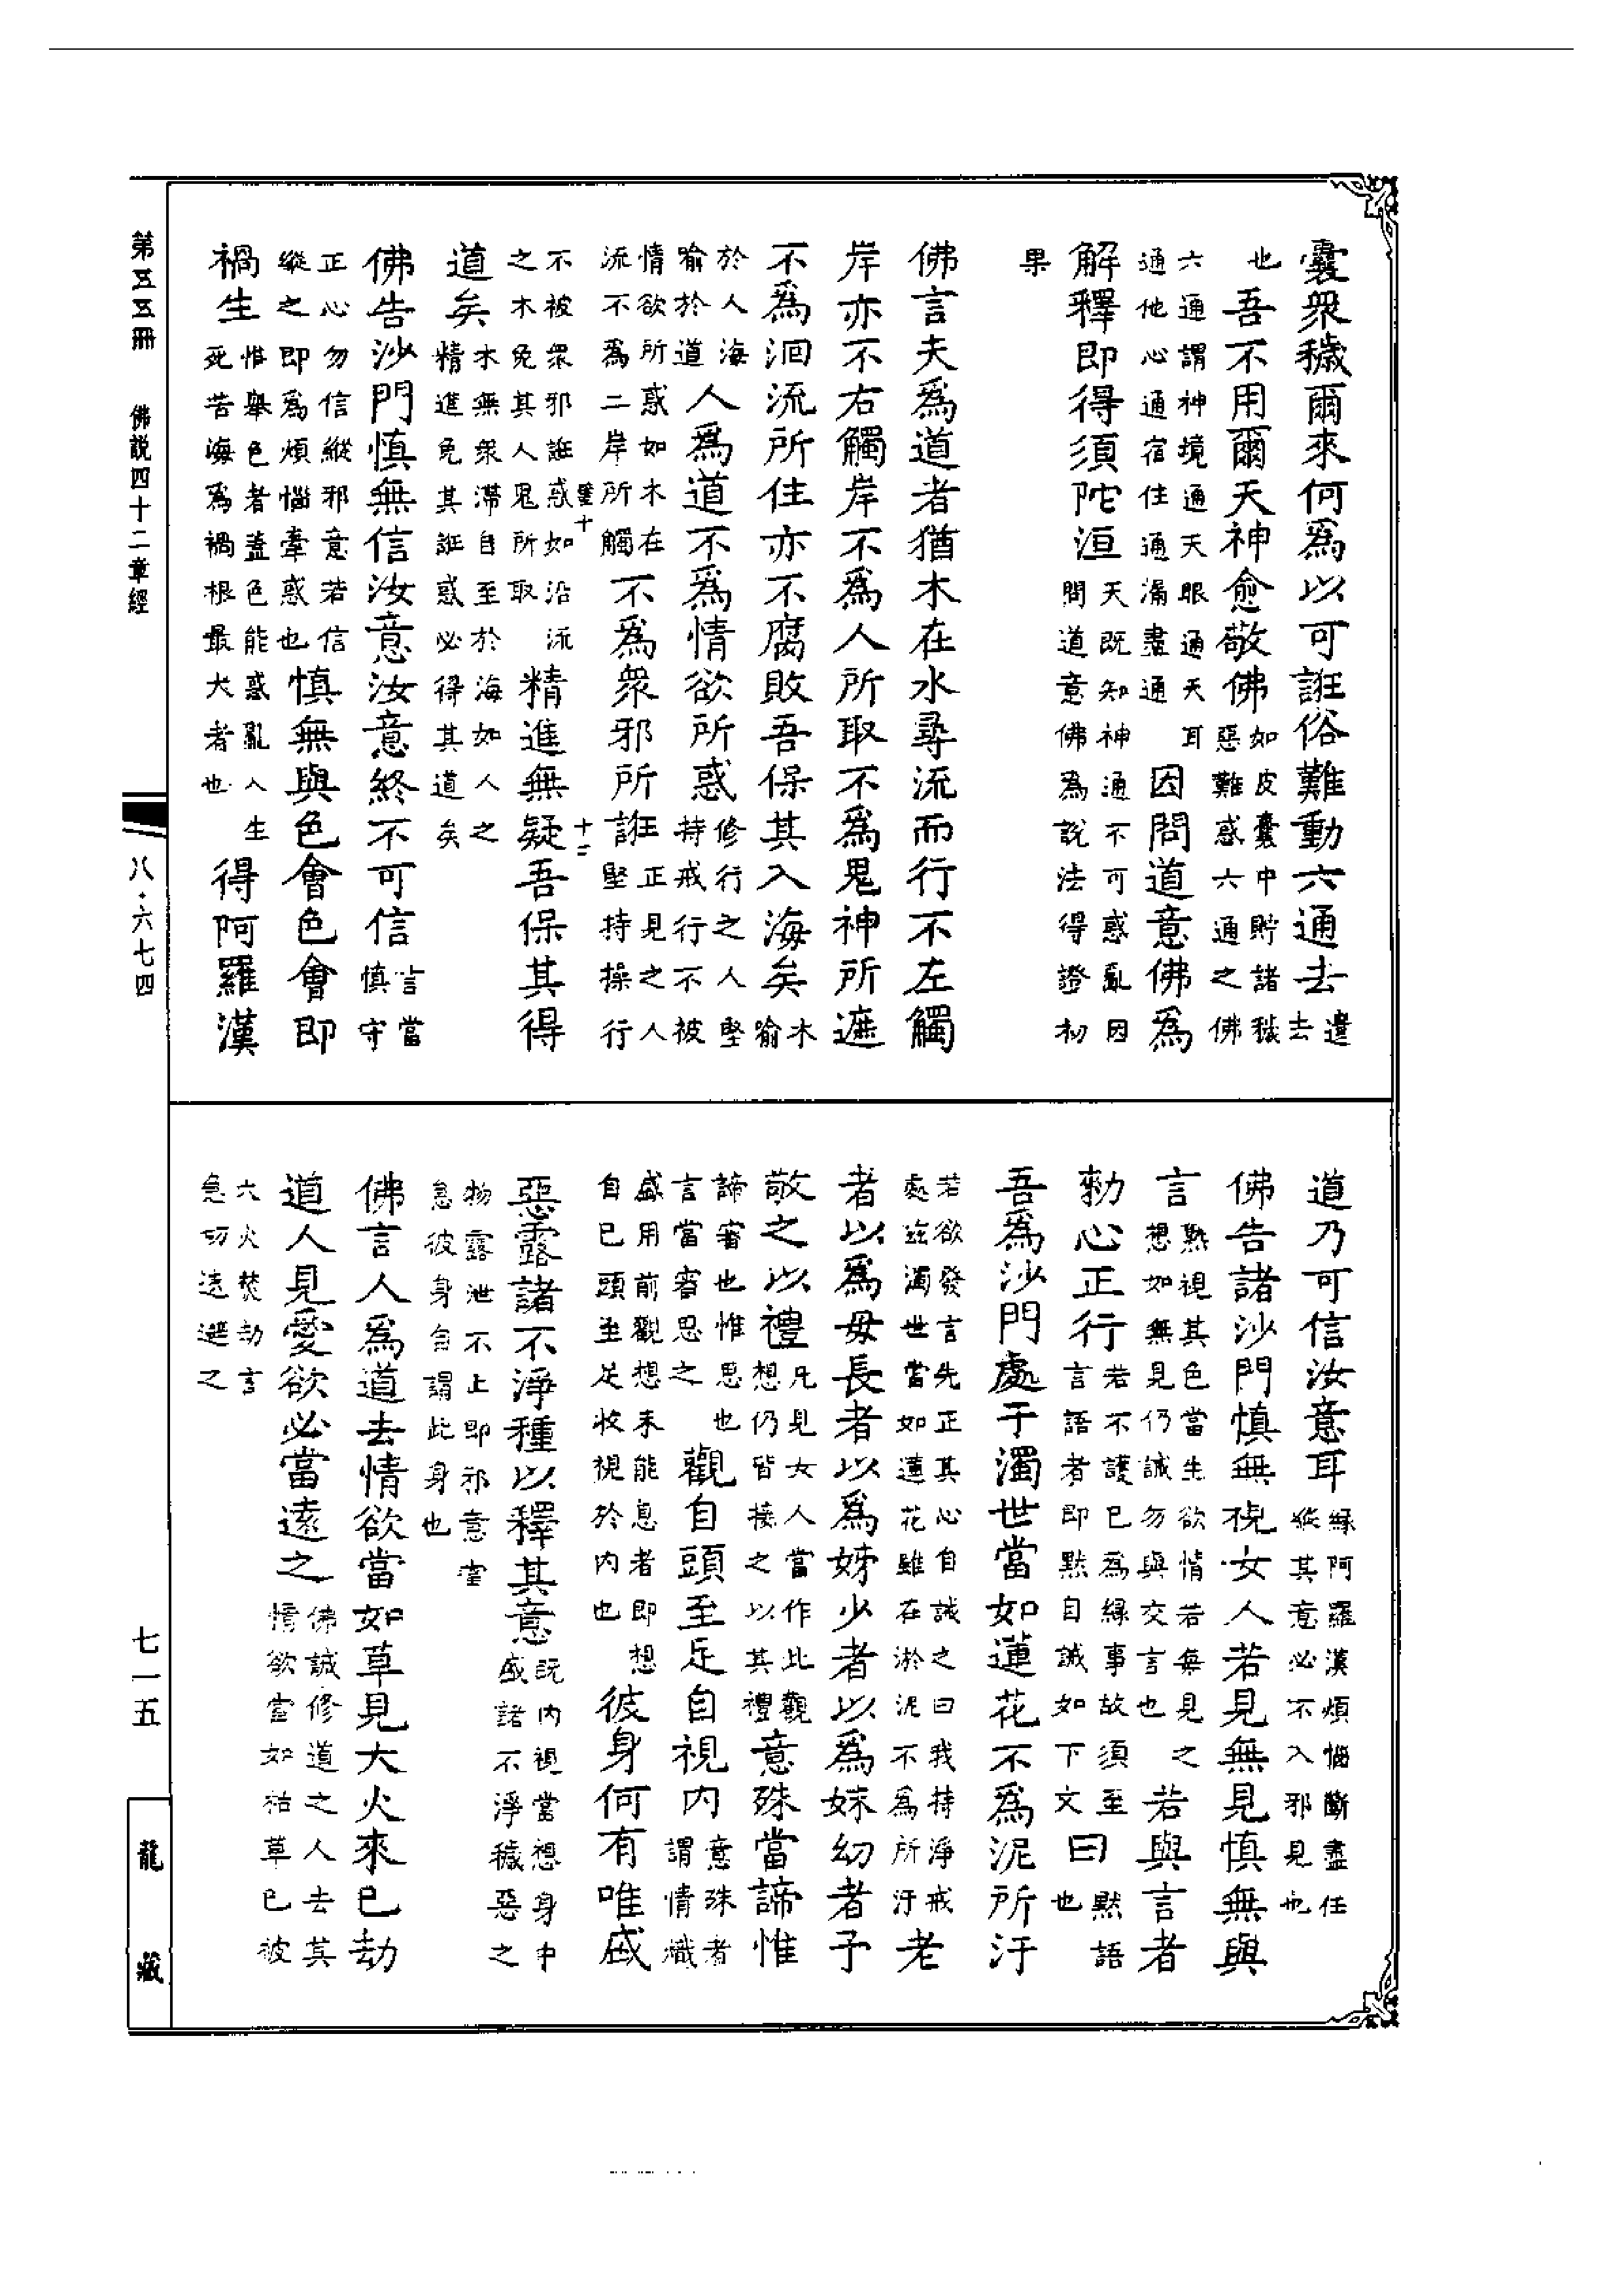 囊衆穢爾來何爲以可誑俗難動六通去遣去
也吾不用爾天神愈敬佛如皮囊中貯諸穢惡難惑六通之佛
六通謂神境通天眼通天耳通他心通宿住通漏盡通因問道意佛爲
解釋即得須陀洹天既知神通不可惑亂因問道意佛為說法得證初
果
佛言夫爲道者猶木在水尋流而行不左觸
岸亦不右觸岸不爲人所取不爲鬼神所遮
不爲洄流所住亦不腐敗吾保其入海矣木喻
於人海喻於道人爲道不爲情欲所惑修行之人堅持戒行不被
情欲所惑如木在流不為二岸所觸不爲衆邪所誑正見之人堅持操行
不被衆邪誑惑如沿流之木免其人鬼所取精進無疑吾保其得
道矣木無衆滯自至於海如人之精進免其誑惑必得其道矣
佛告沙門慎無信汝意汝意終不可信言當慎守
正心勿信縱邪意若信縱之即爲煩惱牽惑也慎無與色會色會即
禍生惟舉色者蓋色能惑亂人生死苦海爲禍根最大者也得阿羅漢
璧十
十二
道乃可信汝意耳緣阿羅漢煩惱斷盡任縱其意必不入邪見也
佛告諸沙門慎無視女人若見無見慎無與
言熟視其色當生欲情若無見之想如無見仍誡勿與交言也若與言者
勑心正行若不護已為緣事故須至言語者即默自誡如下文曰默語也
吾爲沙門處于濁世當如蓮花不爲泥所汙
若欲發言先正其心自誡之曰我持淨戒處玆濁世當如蓮花雖在淤泥不為所汙老
者以爲母長者以爲姊少者以爲妹幼者予
敬之以禮凡見女人當作此觀想仍皆接之以其禮意殊當諦惟
諦審也惟思也言當審思之觀自頭至足自視内意殊者謂情熾
盛用前觀想未能息者即想自己頭至足收視於内也彼身何有唯盛
惡露諸不淨種以釋其意既内視當想身中盛諸不淨穢惡之
物露泄不止即邪意當怠彼身自謂此身也
佛言人爲道去情欲當如草見大火來已劫
道人見愛欲必當遠之佛誠修道之人去其情欲當如枯草已被
大火焚劫言急切遠避之
第五五冊 佛説四十二章經
八·六七四
七一五
龍藏